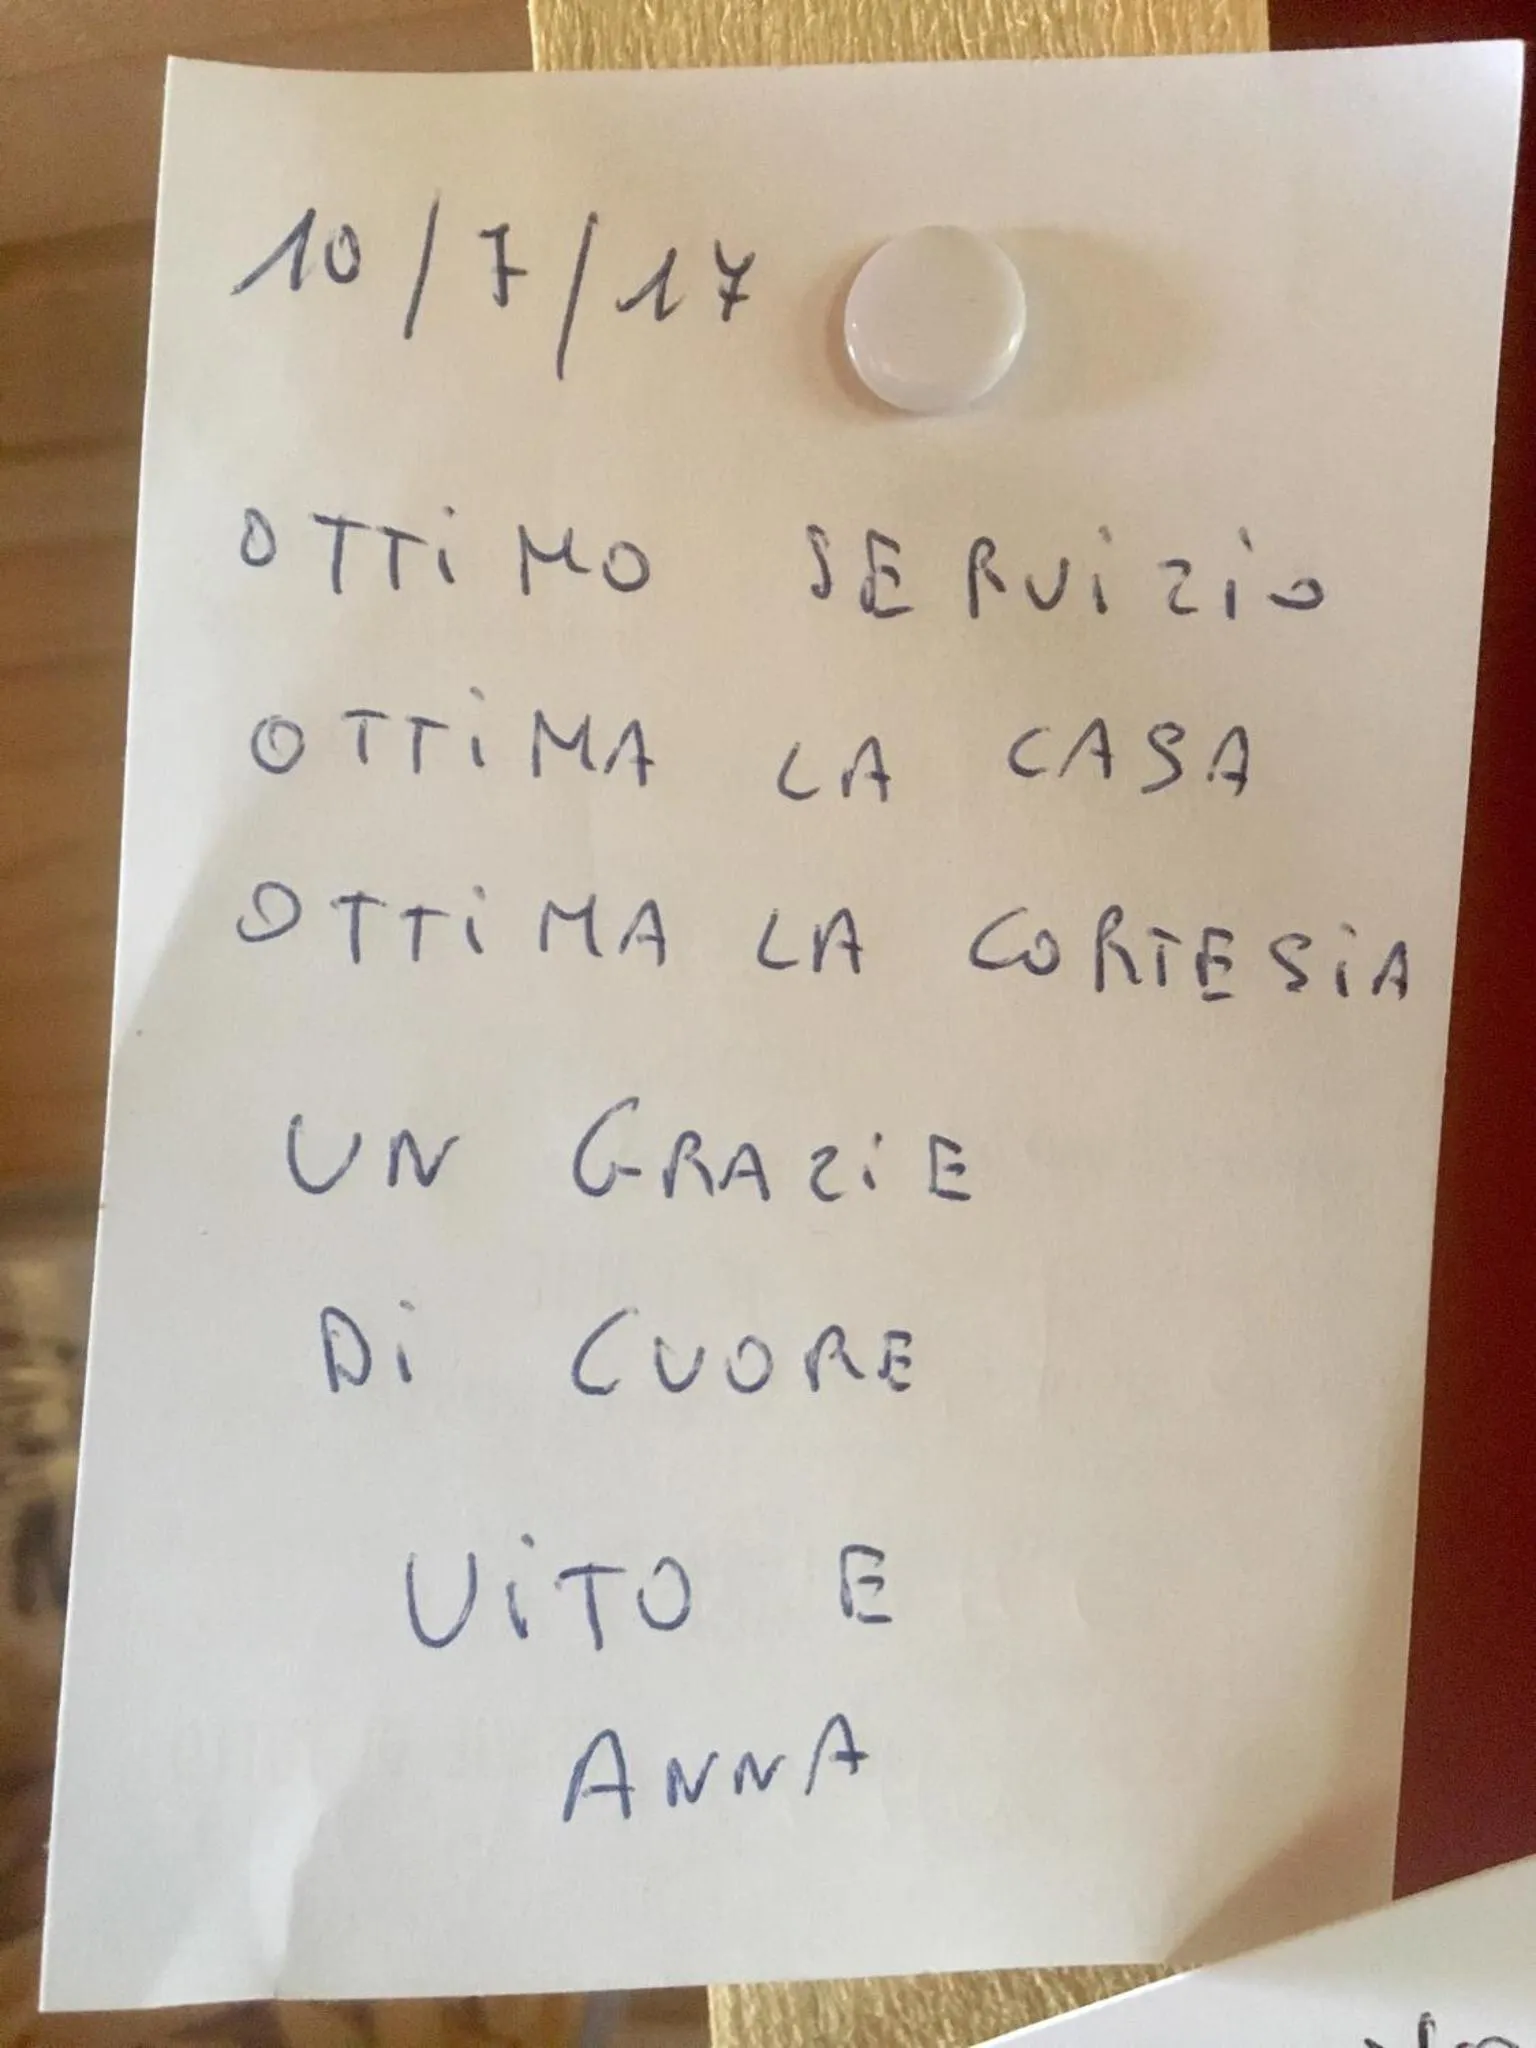 10/7/17
OTTIMO SERVIZIO
OTTIMA LA CASA
OTTIMA LA CORTESIA
UN GRAZIE
DI CUORE
VITO E
ANNA